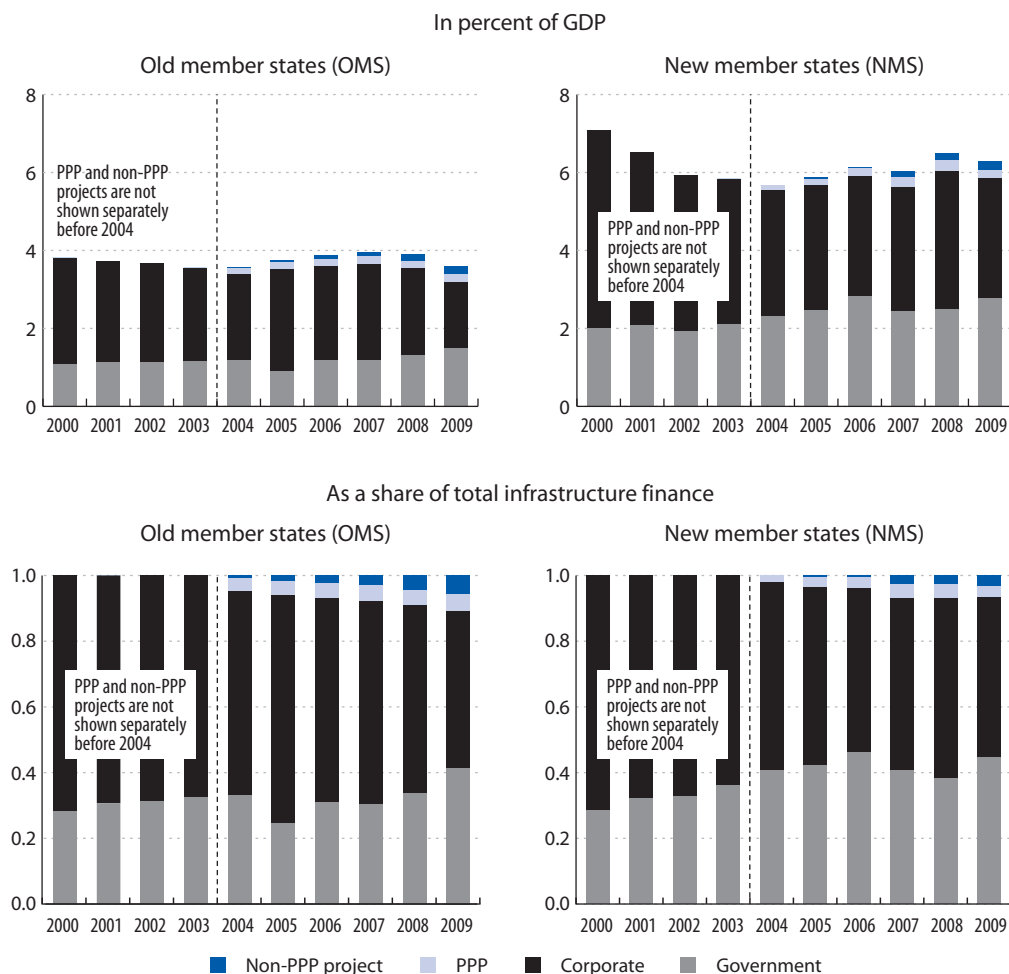 In percent of GDP
Old member states (OMS)
New member states (NMS)
8
6
4
2
0
PPP and non-PPP
projects are not
shown separately
before 2004
2000 2001 2002 2003 2004 2005 2006 2007 2008 2009
8
6
4
2
0
PPP and non-PPP
projects are not
shown separately
before 2004
2000 2001 2002 2003 2004 2005 2006 2007 2008 2009
As a share of total infrastructure finance
Old member states (OMS)
New member states (NMS)
1.0
0.8
0.6
0.4
0.2
0.0
PPP and non-PPP
projects are not
shown separately
before 2004
2000 2001 2002 2003 2004 2005 2006 2007 2008 2009
1.0
0.8
0.6
0.4
0.2
0.0
PPP and non-PPP
projects are not
shown separately
before 2004
2000 2001 2002 2003 2004 2005 2006 2007 2008 2009
Non-PPP project PPP Corporate Government